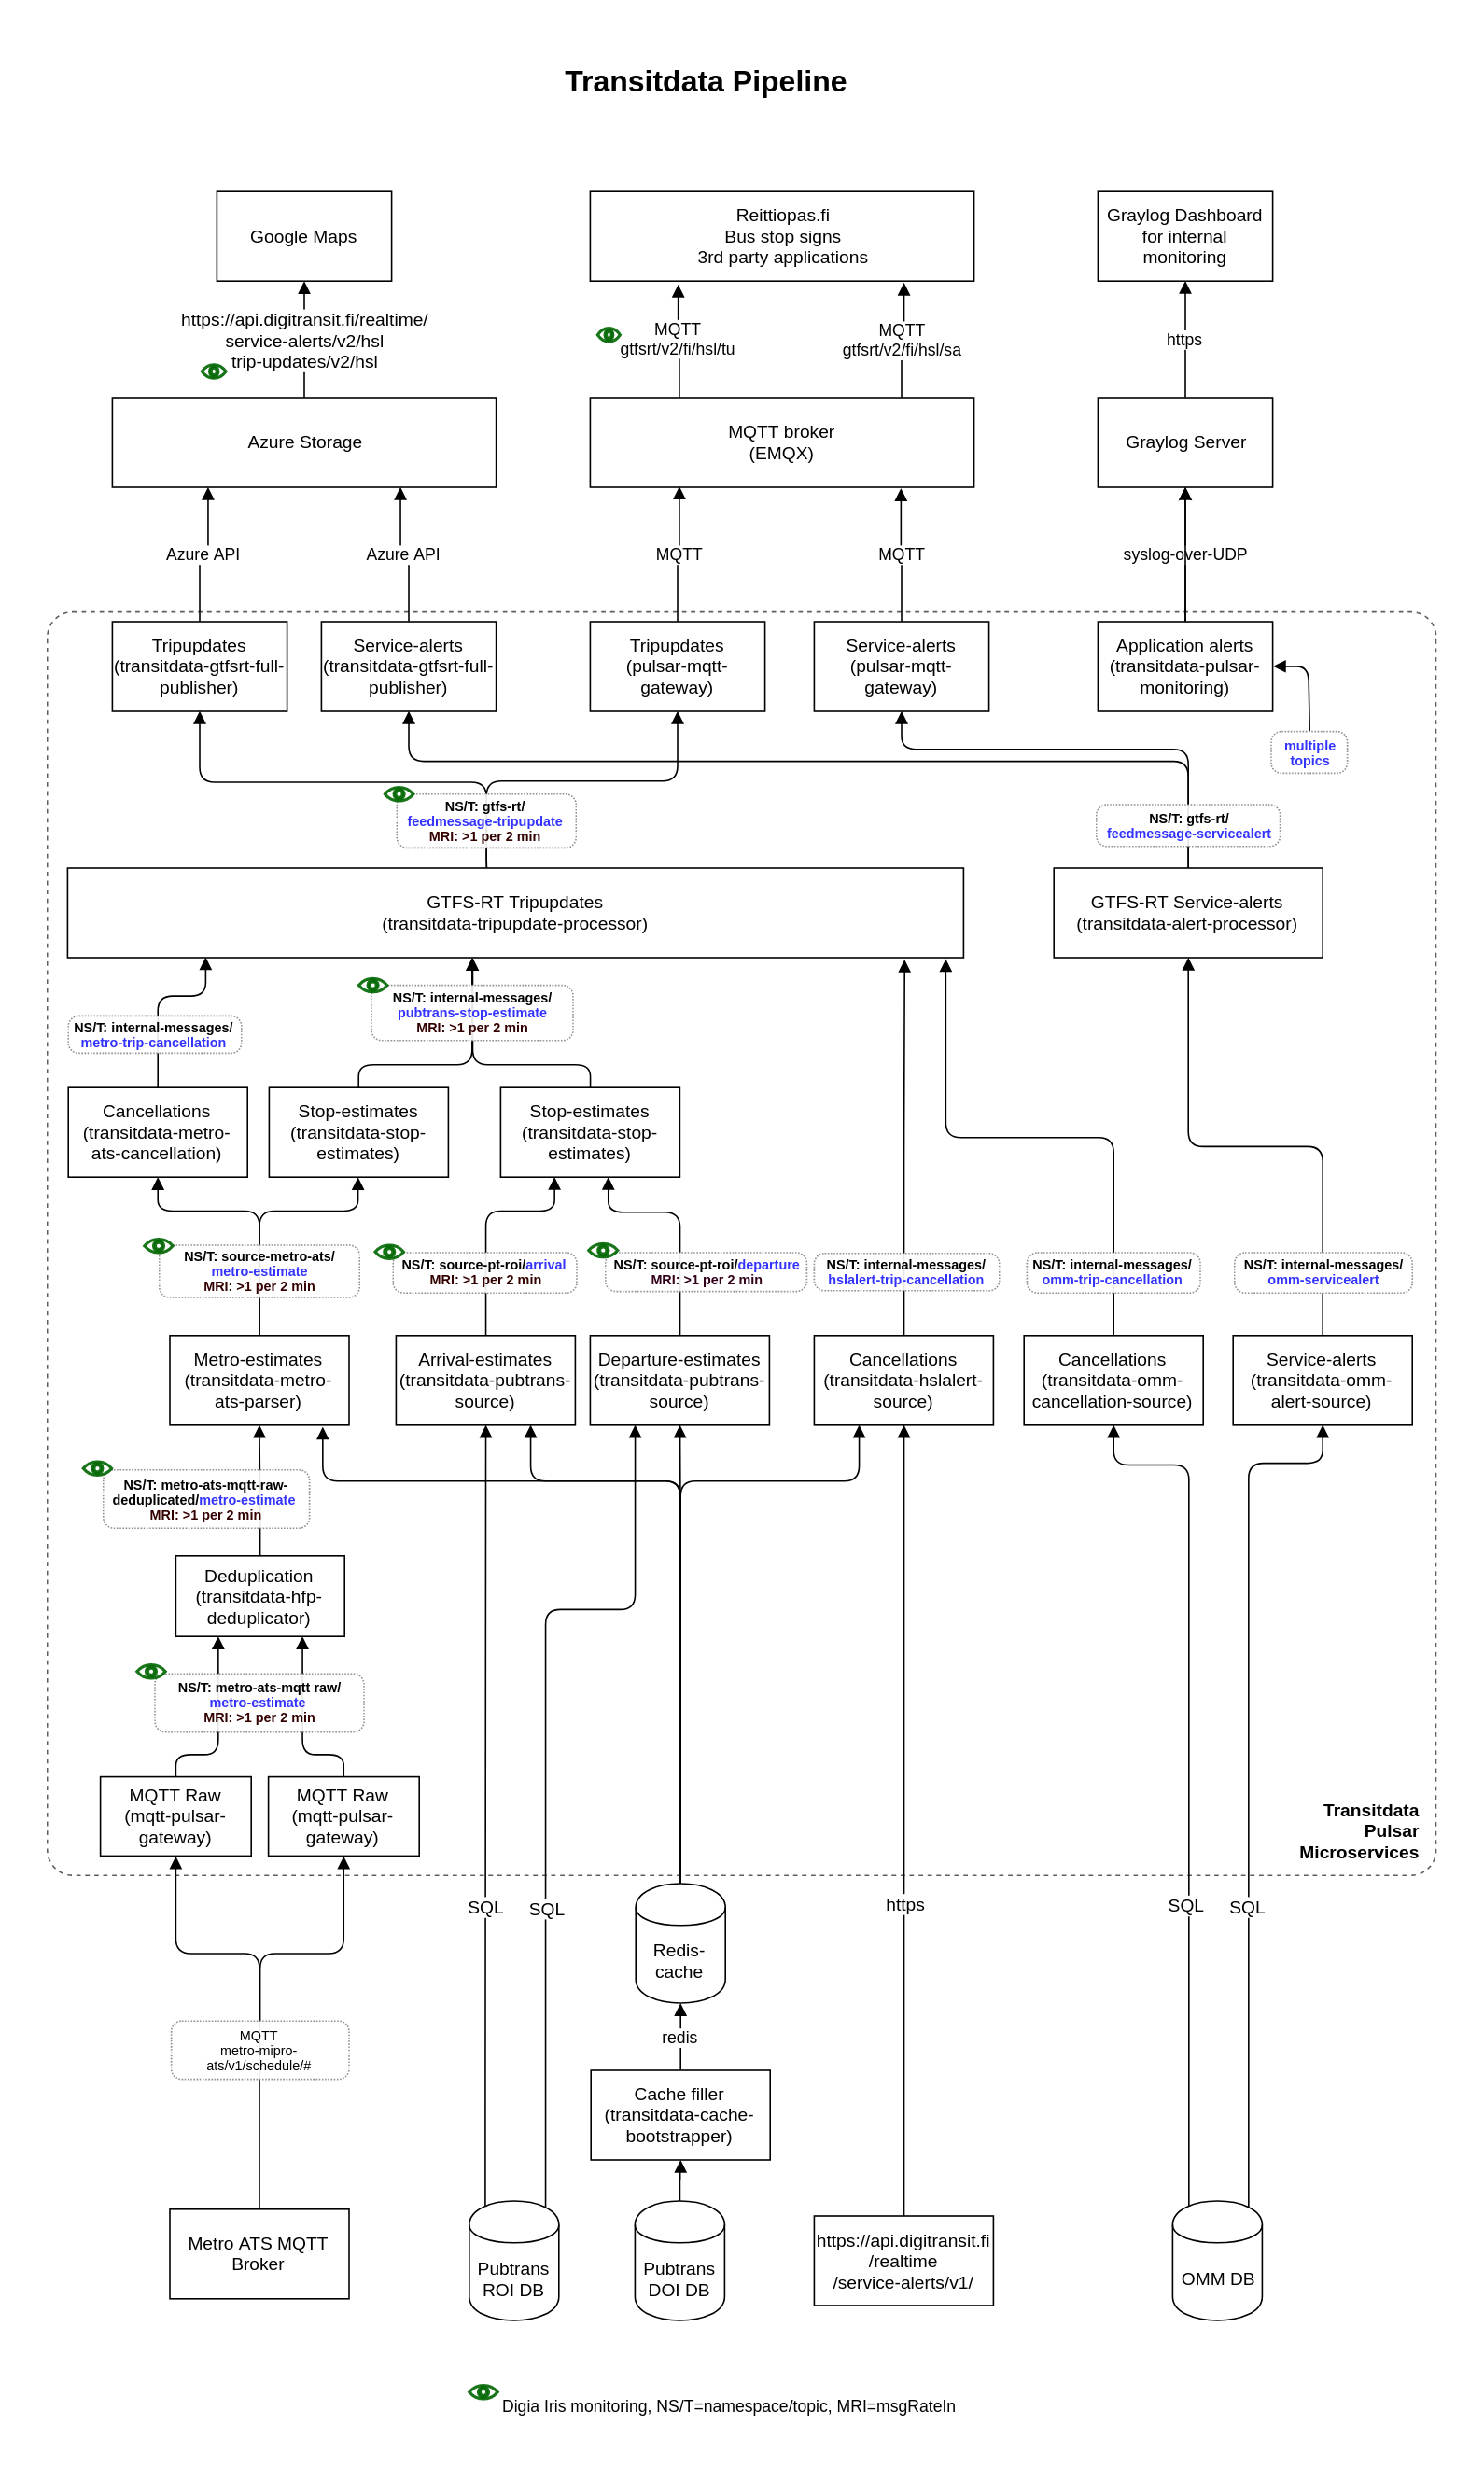 Transitdata Pipeline
Google Maps
Reittiopas.fi
Bus stop signs
3rd party applications
Graylog Dashboard
for internal
monitoring
https://api.digitransit.fi/realtime/
service-alerts/v2/hsl
trip-updates/v2/hsl
MQTT
gtfsrt/v2/fi/hsl/tu
MQTT
gtfsrt/v2/fi/hsl/sa
https
Azure Storage
MQTT broker
(EMQX)
Graylog Server
Azure API
Azure API
MQTT
MQTT
syslog-over-UDP
Tripupdates
(transitdata-gtfsrt-full-
publisher)
Service-alerts
(transitdata-gtfsrt-full-
publisher)
Tripupdates
(pulsar-mqtt-
gateway)
Service-alerts
(pulsar-mqtt-
gateway)
Application alerts
(transitdata-pulsar-
monitoring)
multiple
topics
NS/T: gtfs-rt/
feedmessage-tripupdate
MRI: >1 per 2 min
NS/T: gtfs-rt/
feedmessage-servicealert
GTFS-RT Tripupdates
(transitdata-tripupdate-processor)
GTFS-RT Service-alerts
(transitdata-alert-processor)
NS/T: internal-messages/
metro-trip-cancellation
NS/T: internal-messages/
pubtrans-stop-estimate
MRI: >1 per 2 min
Cancellations
(transitdata-metro-
ats-cancellation)
Stop-estimates
(transitdata-stop-
estimates)
Stop-estimates
(transitdata-stop-
estimates)
NS/T: source-metro-ats/
metro-estimate
MRI: >1 per 2 min
NS/T: source-pt-roi/arrival
MRI: >1 per 2 min
NS/T: source-pt-roi/departure
MRI: >1 per 2 min
NS/T: internal-messages/
hslalert-trip-cancellation
NS/T: internal-messages/
omm-trip-cancellation
NS/T: internal-messages/
omm-servicealert
Metro-estimates
(transitdata-metro-
ats-parser)
Arrival-estimates
(transitdata-pubtrans-
source)
Departure-estimates
(transitdata-pubtrans-
source)
Cancellations
(transitdata-hslalert-
source)
Cancellations
(transitdata-omm-
cancellation-source)
Service-alerts
(transitdata-omm-
alert-source)
NS/T: metro-ats-mqtt-raw-
deduplicated/metro-estimate
MRI: >1 per 2 min
Deduplication
(transitdata-hfp-
deduplicator)
NS/T: metro-ats-mqtt raw/
metro-estimate
MRI: >1 per 2 min
MQTT Raw
(mqtt-pulsar-
gateway)
MQTT Raw
(mqtt-pulsar-
gateway)
Transitdata
Pulsar
Microservices
SQL
SQL
https
SQL
SQL
Redis-
cache
redis
MQTT
metro-mipro-
ats/v1/schedule/#
Cache filler
(transitdata-cache-
bootstrapper)
Metro ATS MQTT
Broker
Pubtrans
ROI DB
Pubtrans
DOI DB
https://api.digitransit.fi
/realtime
/service-alerts/v1/
OMM DB
Digia Iris monitoring, NS/T=namespace/topic, MRI=msgRateIn